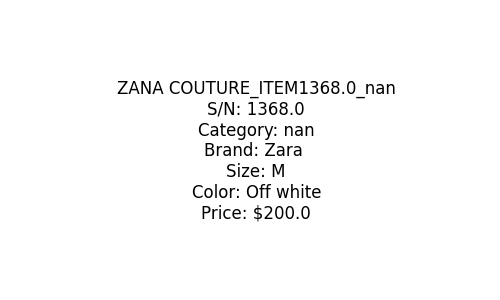 ZANA COUTURE_ITEM1368.0_nan
S/N: 1368.0
Category: nan
Brand: Zara
Size: M
Color: Off white
Price: $200.0